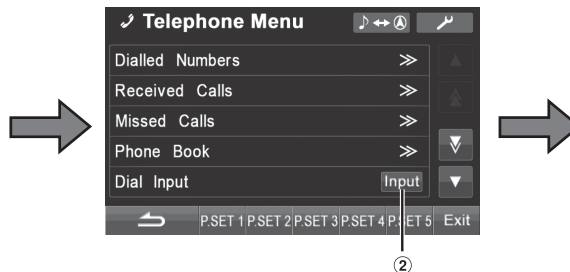 Telephone Menu
Dialled Numbers
Received Calls
Missed Calls
Phone Book
Dial Input Input
P.SET 1 P.SET 2 P.SET 3 P.SET 4 P.SET 5 Exit
2